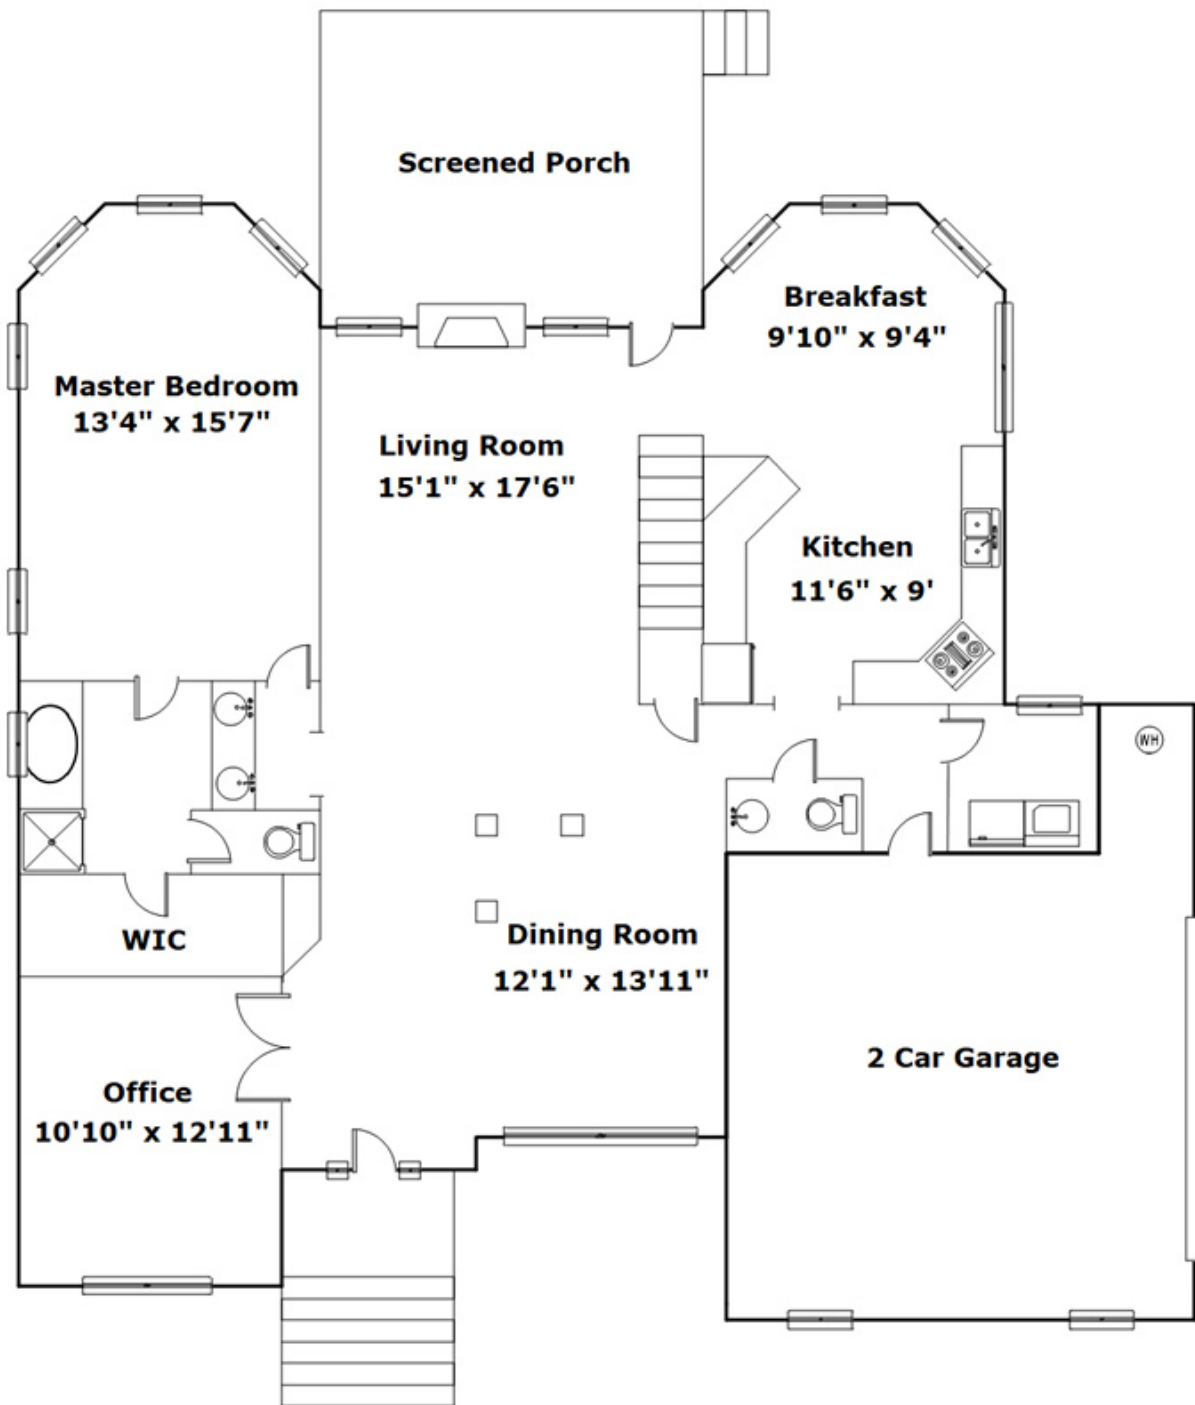 Screened Porch
Breakfast
9'10" x 9'4"
Master Bedroom
13'4" x 15'7"
Living Room
15'1" x 17'6"
Kitchen
11'6" x 9'
WH
WIC
Dining Room
12'1" x 13'11"
2 Car Garage
Office
10'10" x 12'11"